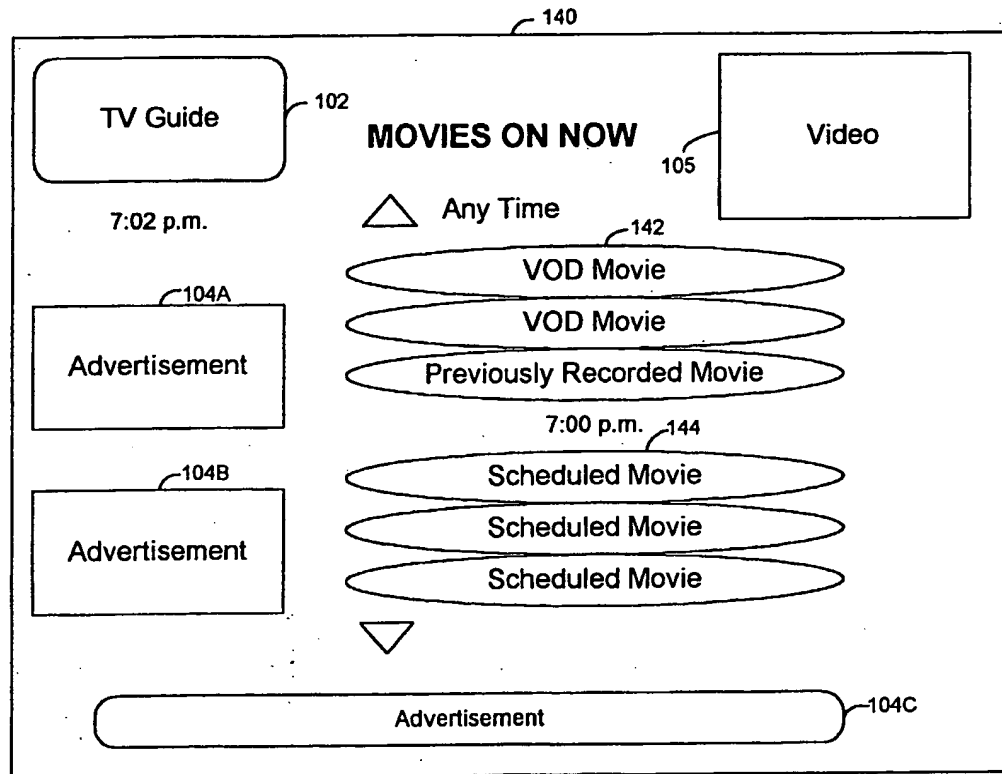 140
TV Guide
102
MOVIES ON NOW
105
Video
7:02 p.m.
Any Time
142
VOD Movie
104A
VOD Movie
Advertisement
Previously Recorded Movie
7:00 p.m.
144
104B
Scheduled Movie
Advertisement
Scheduled Movie
Scheduled Movie
Advertisement
104C